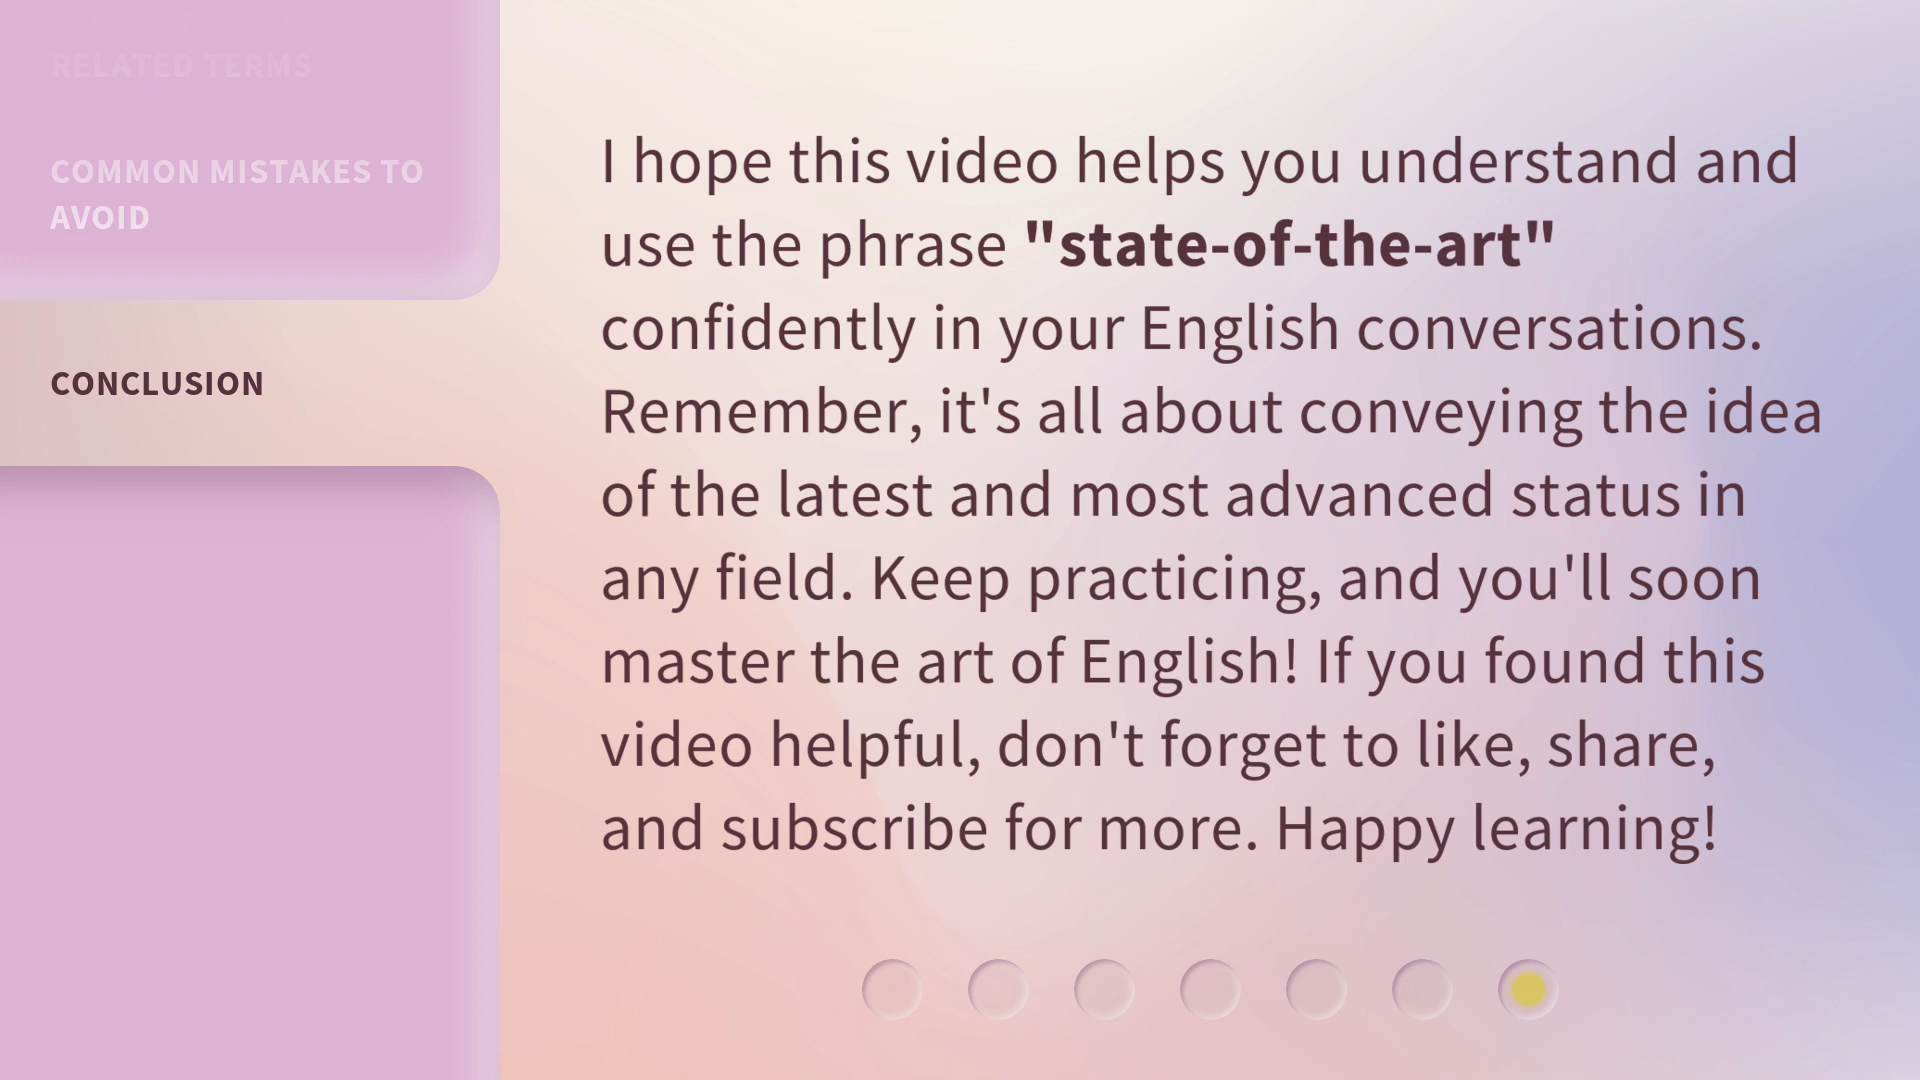 RELATED TERMS
COMMON MISTAKES TO
AVOID
CONCLUSION
I hope this video helps you understand and
use the phrase "state-of-the-art"
confidently in your English conversations.
Remember, it's all about conveying the idea
of the latest and most advanced status in
any field. Keep practicing, and you'll soon
master the art of English! If you found this
video helpful, don't forget to like, share,
and subscribe for more. Happy learning!